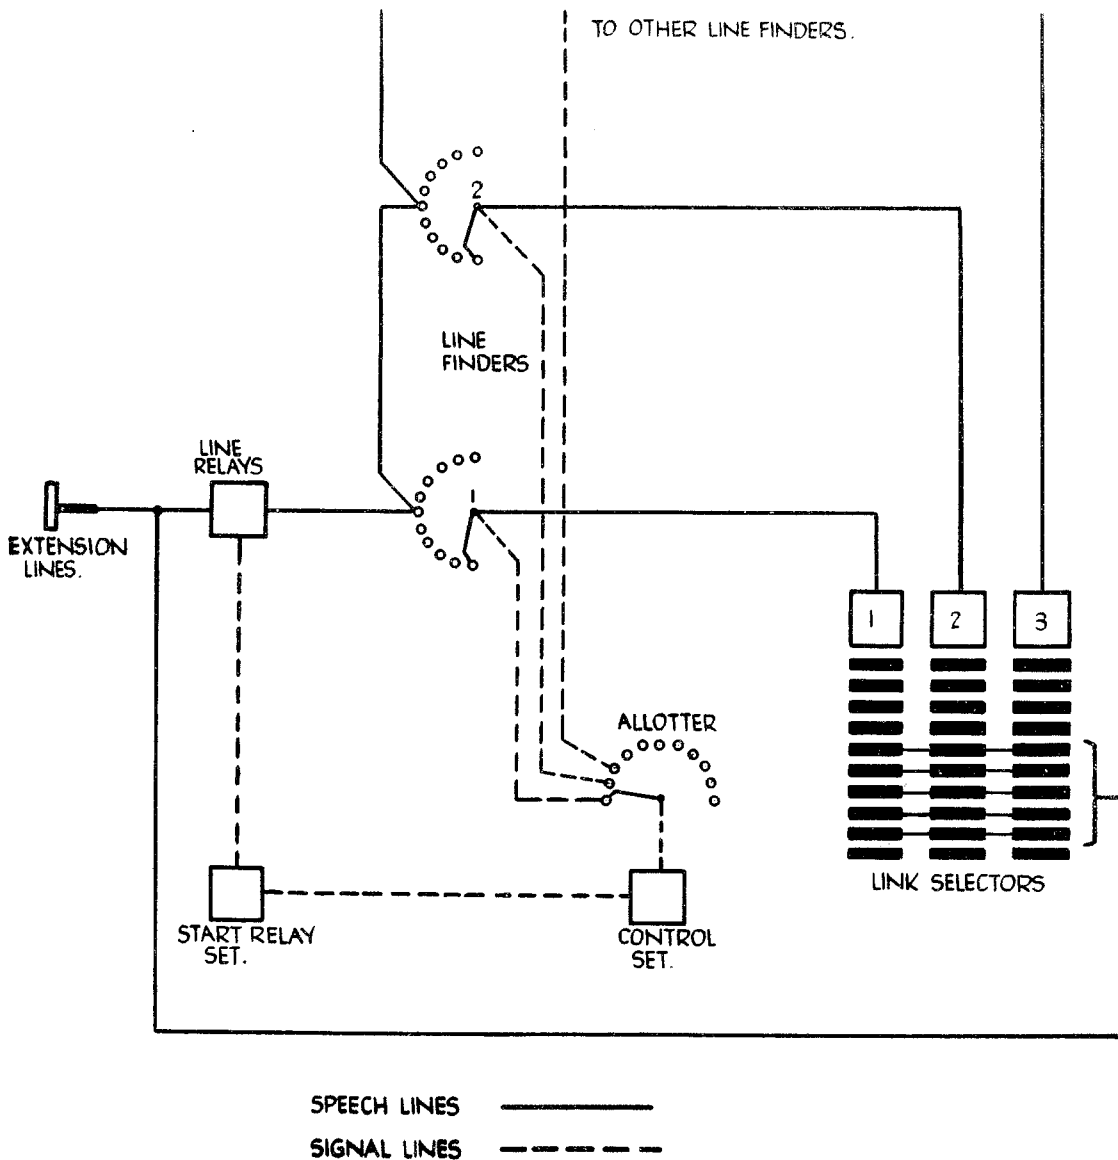 TO OTHER LINE FINDERS.
2
LINE
FINDERS
LINE
RELAYS
1
EXTENSION
LINES.
1
2
3
ALLOTTER
LINK SELECTORS
START RELAY
SET.
CONTROL
SET.
SPEECH LINES
SIGNAL LINES